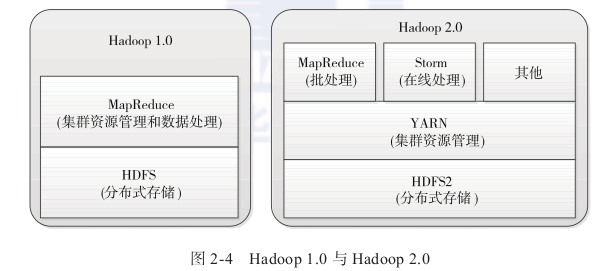 Hadoop 1.0
MapReduce
(集群资源管理和数据处理)
HDFS
(分布式存储)
Hadoop 2.0
MapReduce
(批处理)
Storm
(在线处理)
其他
YARN
(集群资源管理)
HDFS2
(分布式存储)
图 2-4 Hadoop 1.0 与 Hadoop 2.0